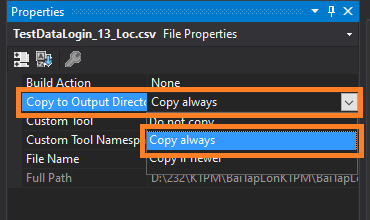 Properties
TestDataLogin_13_Loc.csv File Properties
Build Action None
Copy to Output Directo Copy always
Custom Tool Do not copy
Custom Tool Namesp Copy always
File Name Copy if newer
Full Path D:\232\KTPM\BaiTapLonKTPM\BaiTapLo